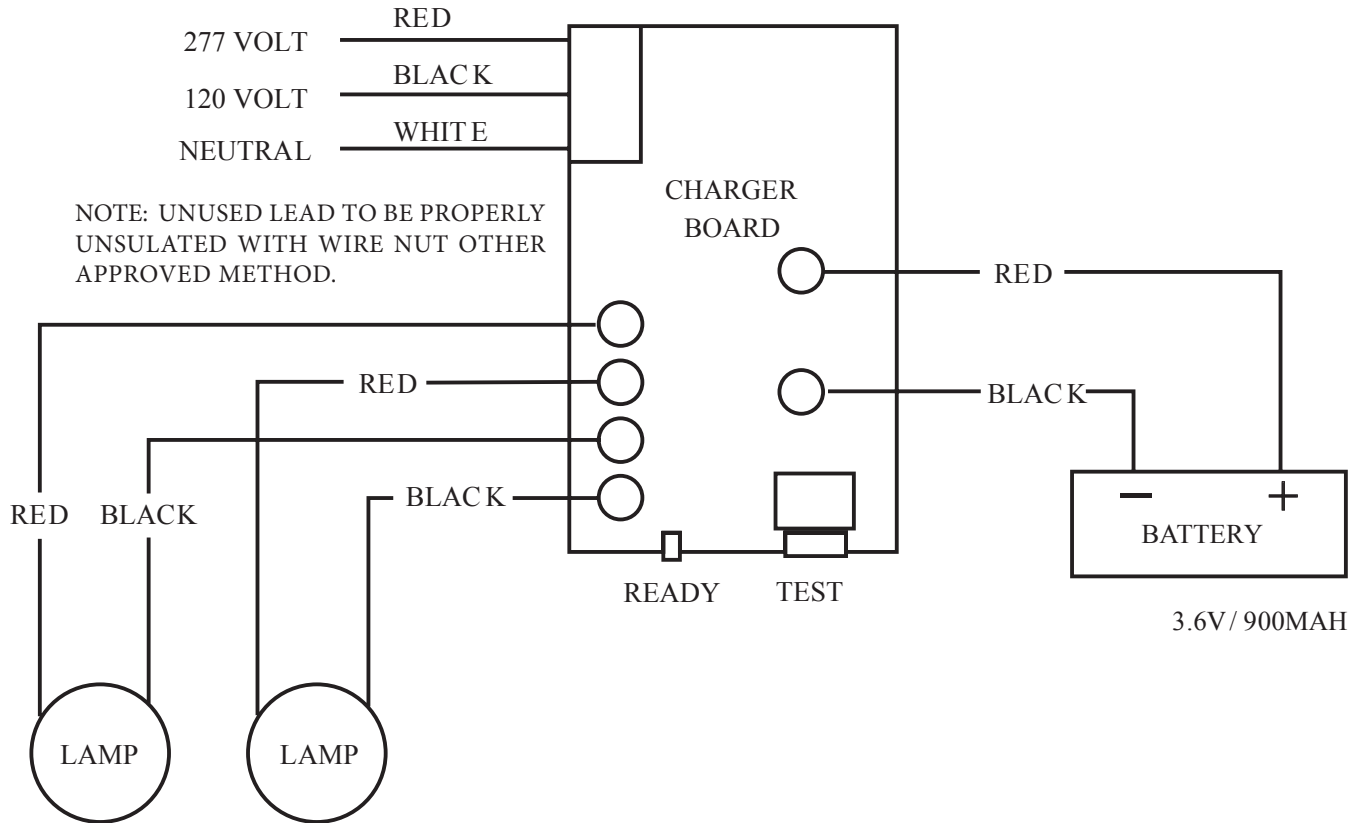 RED
277 VOLT
BLACK
120 VOLT
WHITE
NEUTRAL
NOTE: UNUSED LEAD TO BE PROPERLY
UNSULATED WITH WIRE NUT OTHER
APPROVED METHOD.
CHARGER
BOARD
RED
RED
BLACK
BLACK
RED
BLACK
BATTERY
READY
TEST
3.6V/ 900MAH
LAMP
LAMP